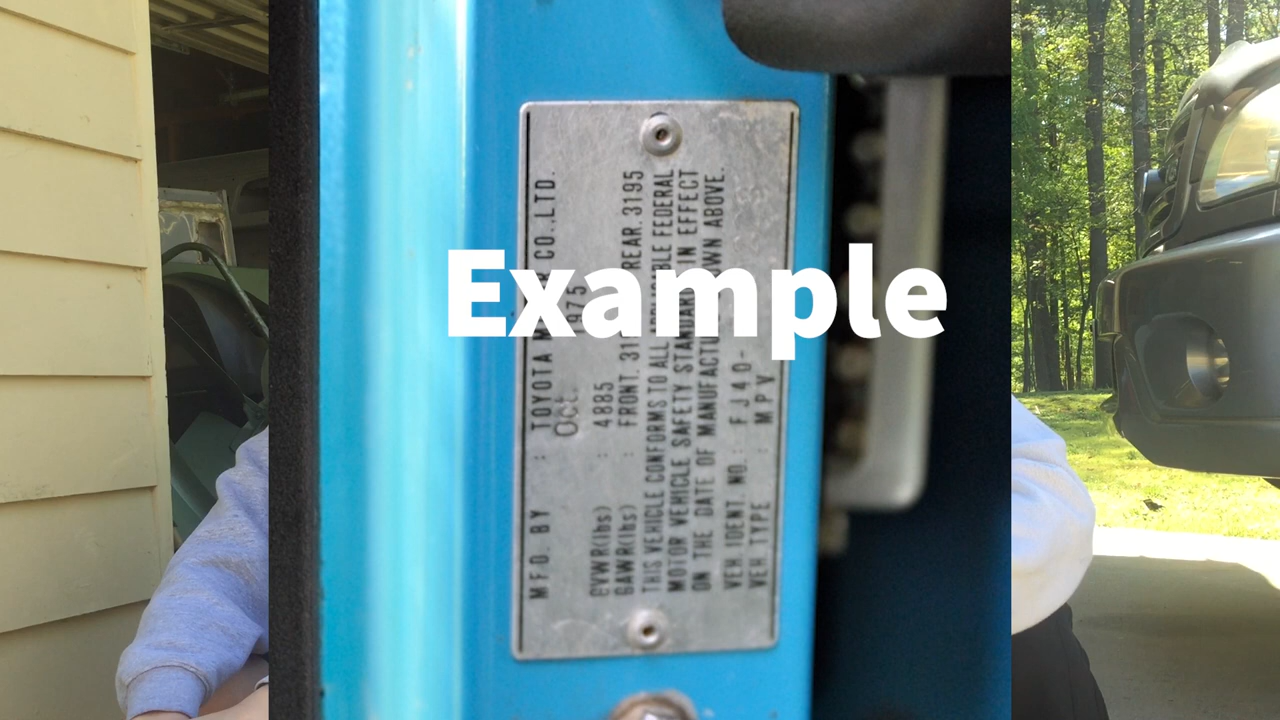 Example
MFD. BY : TOYOTA CO.,LTD.
Oct. 1975
GVWR(lbs) : 4885
GAWR(lbs) : FRONT. REAR. 3195
THIS VEHICLE CONFORMS TO ALL APPLICABLE FEDERAL
MOTOR VEHICLE SAFETY STANDARDS IN EFFECT
ON THE DATE OF ABOVE.
VEH. IDENT. NO.: FJ40-
VEH TYPE : MPV